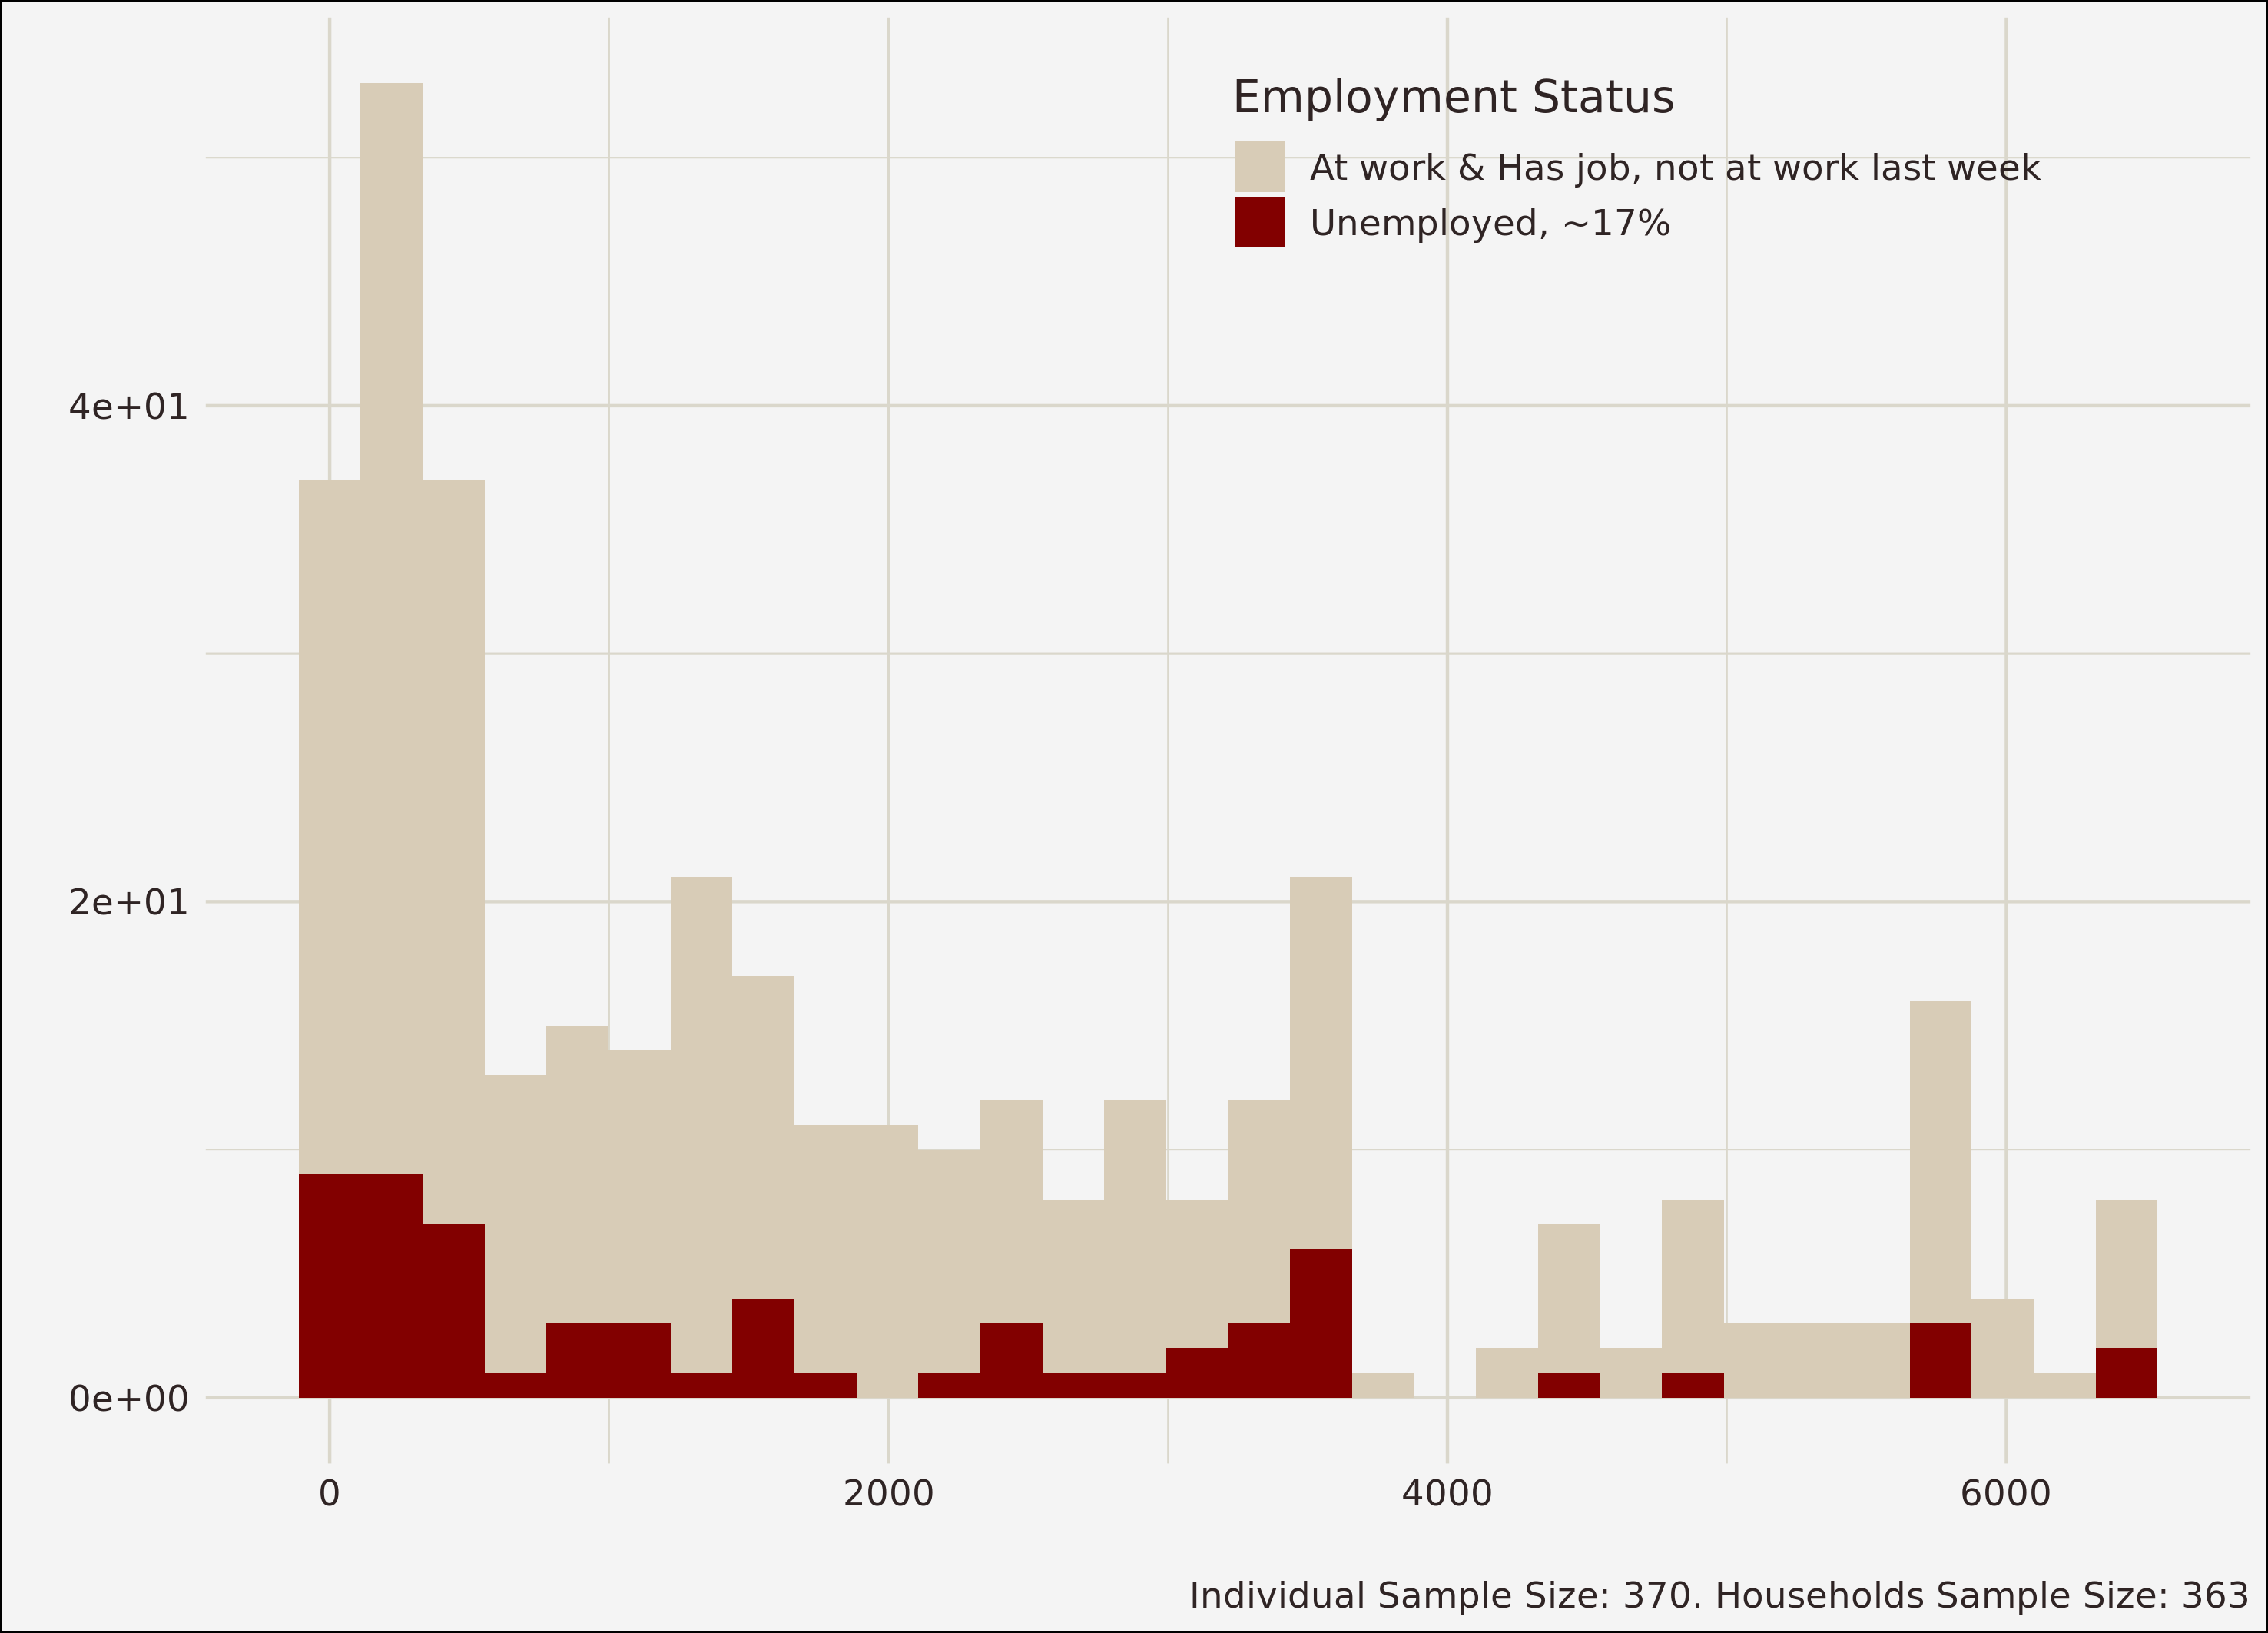 Employment Status
At work & Has job, not at work last week
Unemployed, ~17%
4e+01
2e+01
0e+00
0 2000 4000 6000
Individual Sample Size: 370. Households Sample Size: 363